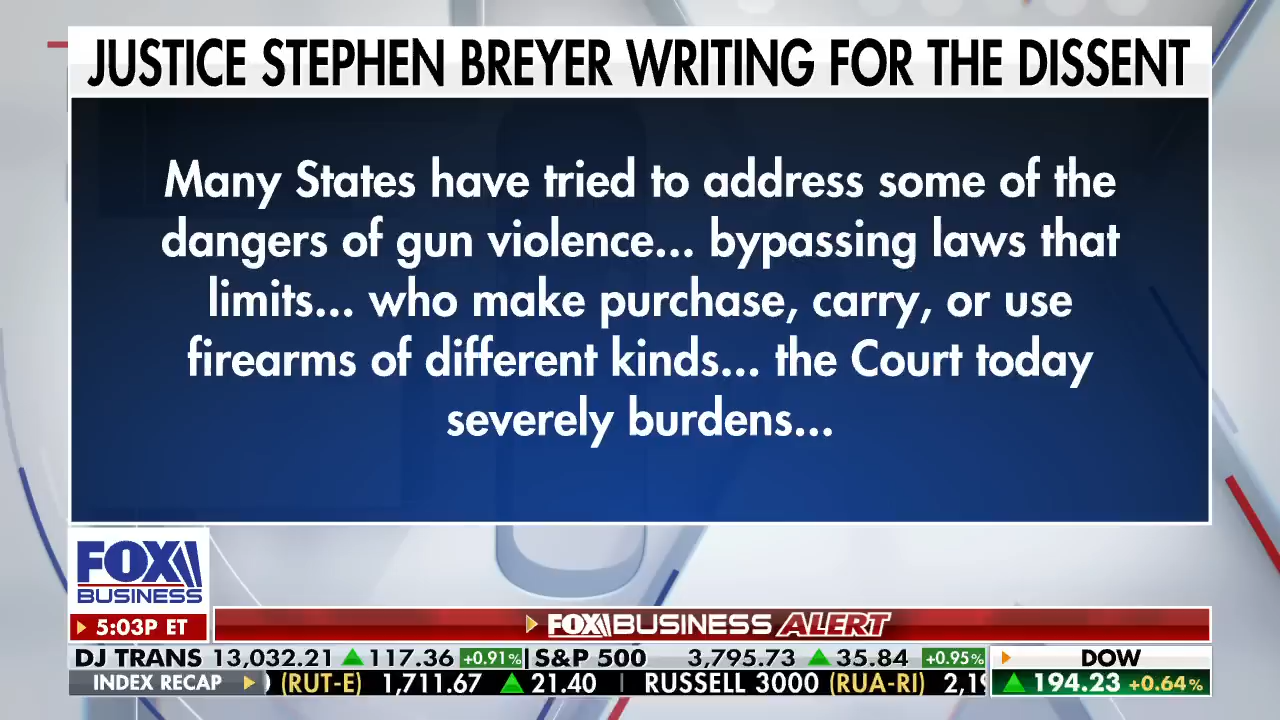 JUSTICE STEPHEN BREYER WRITING FOR THE DISSENT
Many States have tried to address some of the
dangers of gun violence... bypassing laws that
limits... who make purchase, carry, or use
firearms of different kinds... the Court today
severely burdens...
FOX
BUSINESS
5:03P ET
FOX BUSINESS ALERT
DJ TRANS 13,032.21 117.36 +0.91% S&P 500 3,795.73 35.84 +0.95% DOW
INDEX RECAP (RUT-E) 1,711.67 21.40 RUSSELL 3000 (RUA-RI) 194.23 +0.64%